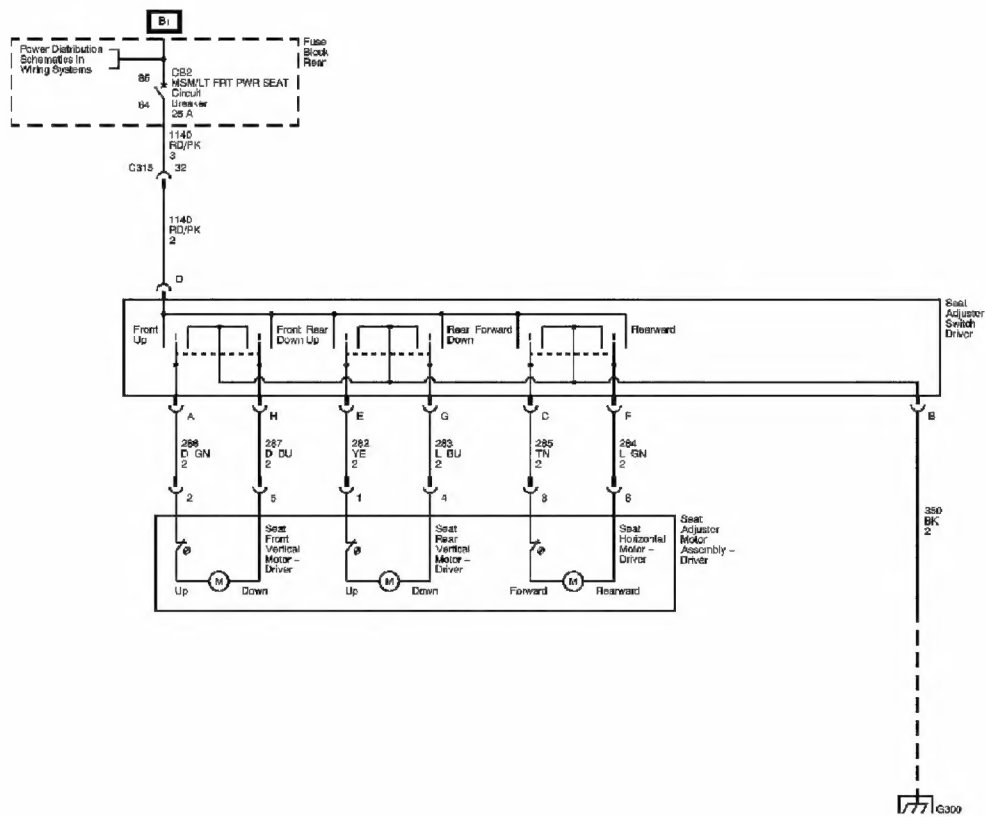 B+
Power Distribution
Schematics in
Wiring Systems
Fuse
Block
Rear
85
84
CB2
MSM/LT FRT PWR SEAT
Circuit
Breaker
25 A
1140
RD/PK
3
C315
32
1140
RD/PK
2
D
Seat
Adjuster
Switch
Driver
Front
Up
Front
Down
Rear
Up
Rear
Down
Forward
Rearward
A
H
E
G
C
F
B
286
D GN
2
287
D BU
2
282
YE
2
283
L BU
2
285
TN
2
284
L GN
2
2
5
1
4
8
6
350
BK
2
Seat
Front
Vertical
Motor –
Driver
Seat
Rear
Vertical
Motor –
Driver
Seat
Horizontal
Motor –
Driver
Seat
Adjuster
Motor
Assembly –
Driver
Up
M
Down
Up
M
Down
Forward
M
Rearward
G300